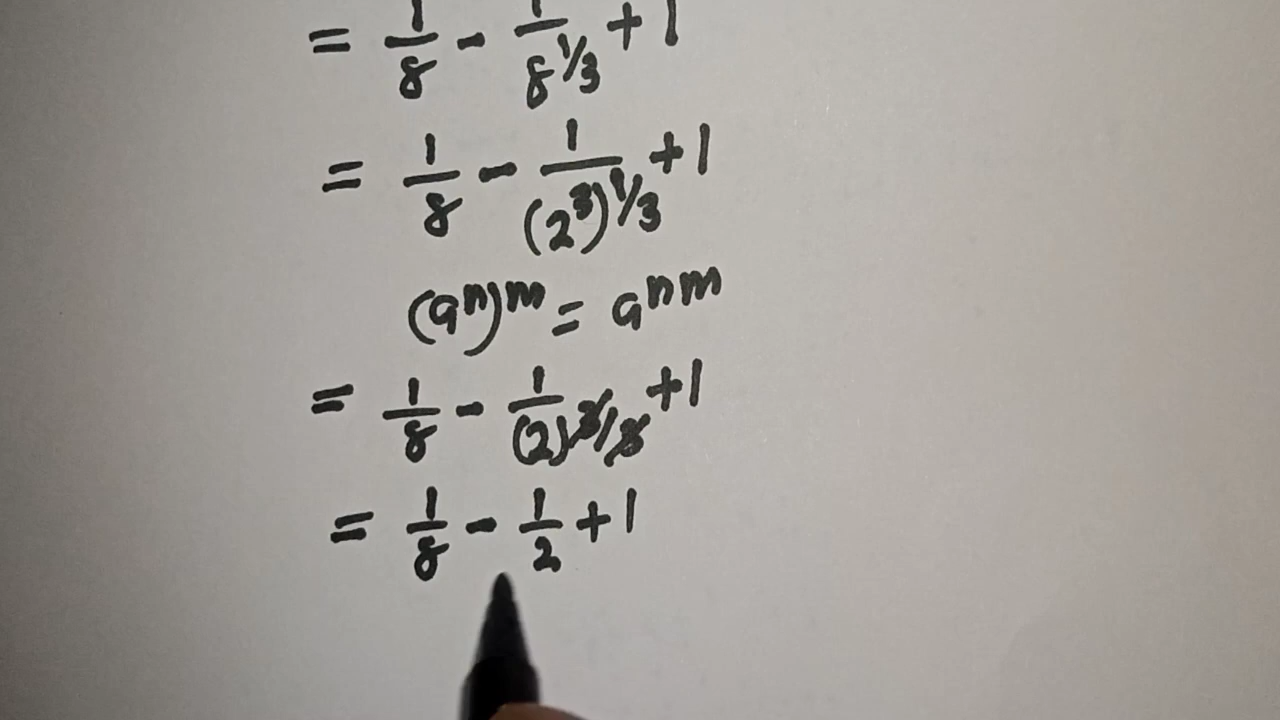 = 1/8 - 1/8^1/3 + 1
= 1/8 - 1/(2^3)^1/3 + 1
(a^n)^m = a^nm
= 1/8 - 1/(2)^3/3 + 1
= 1/8 - 1/2 + 1